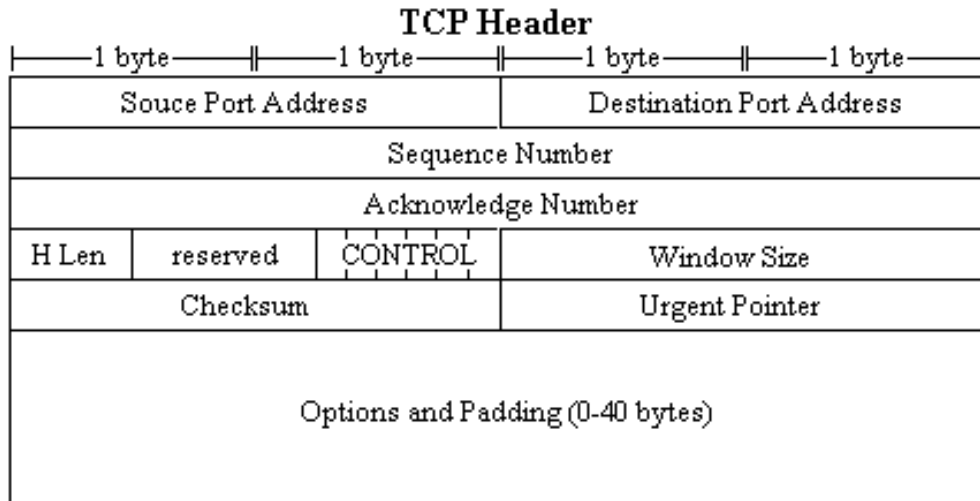 TCP Header
1 byte 1 byte 1 byte 1 byte
Souce Port Address Destination Port Address
Sequence Number
Acknowledge Number
H Len reserved CONTROL Window Size
Checksum Urgent Pointer
Options and Padding (0-40 bytes)